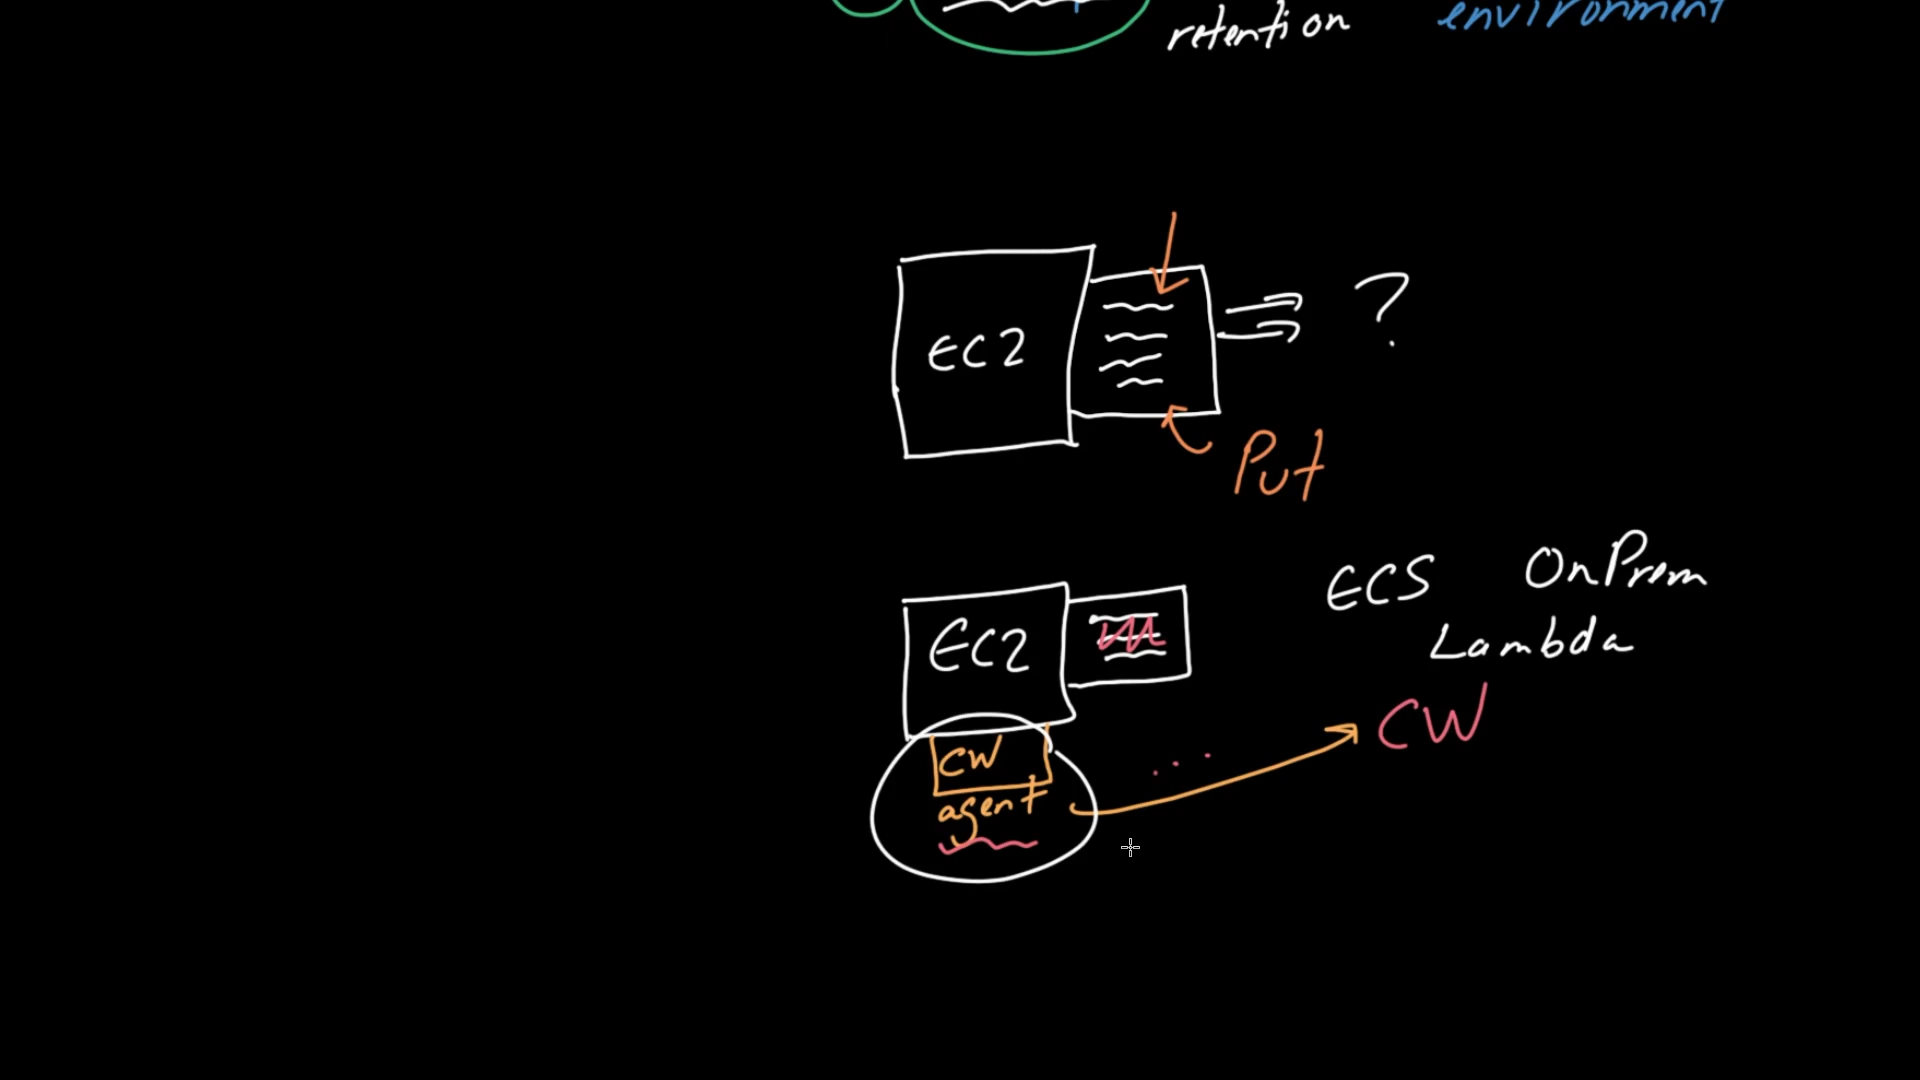 retention
environment
EC2
?
Put
ECS OnPrem
Lambda
EC2
CW
CW
agent